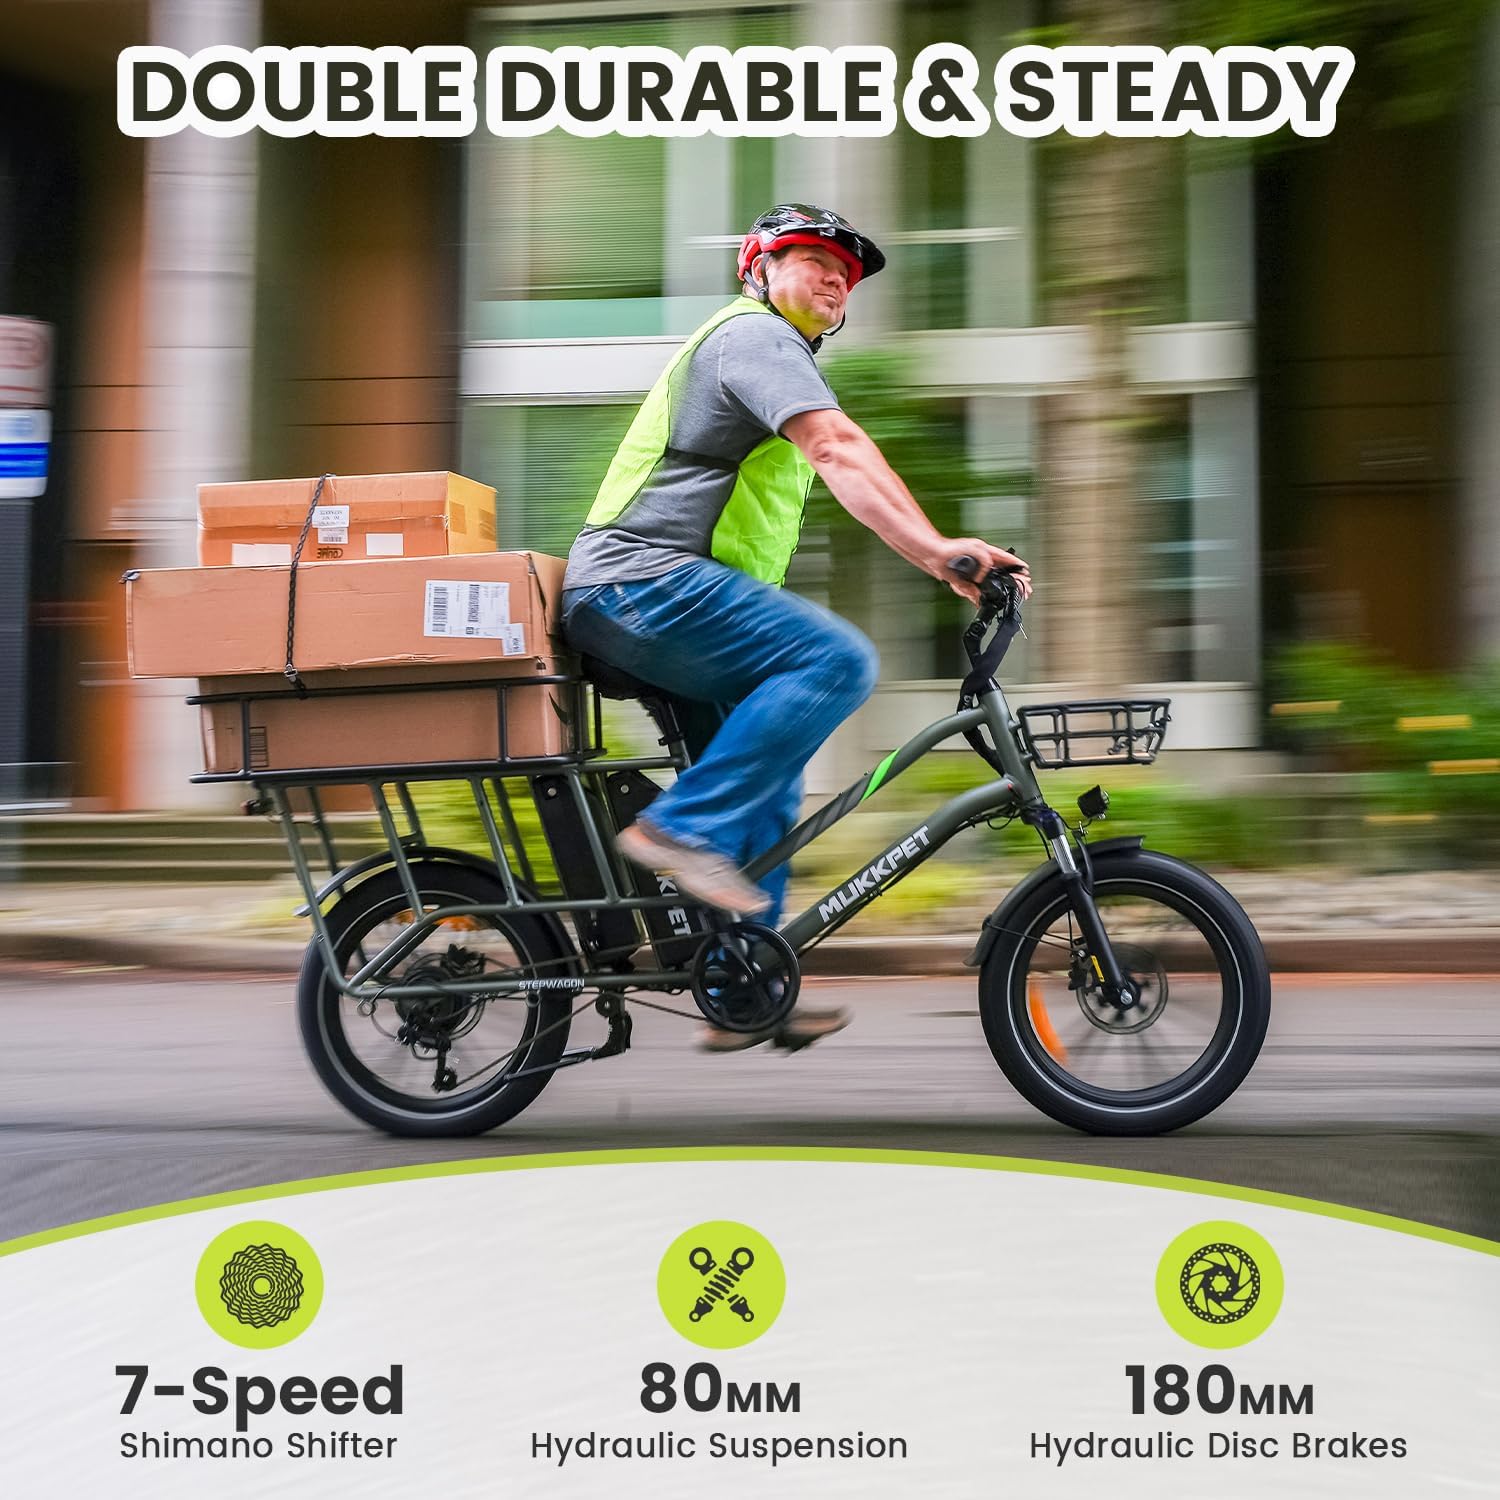 DOUBLE DURABLE & STEADY
MUKKPET
STEPWAGON
7-Speed
Shimano Shifter
80MM
Hydraulic Suspension
180MM
Hydraulic Disc Brakes